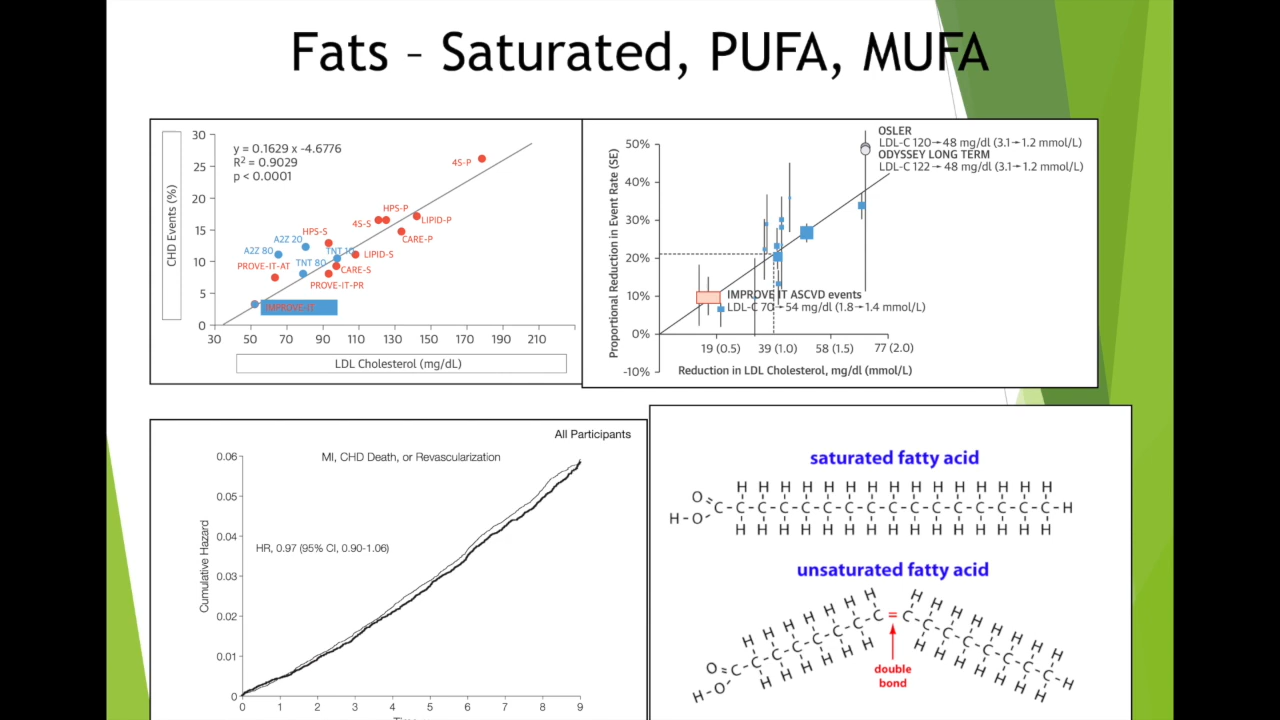 Fats – Saturated, PUFA, MUFA
CHD Events (%)
30
25
20
15
10
5
0
y = 0.1629 x -4.6776
R² = 0.9029
p < 0.0001
4S-P
HPS-P
4S-S
LIPID-P
HPS-S
CARE-P
A2Z 20
A2Z 80
TNT 10
LIPID-S
PROVE-IT-AT
TNT 80
CARE-S
PROVE-IT-PR
IMPROVE-IT
30 50 70 90 110 130 150 170 190 210
LDL Cholesterol (mg/dL)
Proportional Reduction in Event Rate (SE)
50%
40%
30%
20%
10%
0%
-10%
OSLER
LDL-C 120→48 mg/dl (3.1→1.2 mmol/L)
ODYSSEY LONG TERM
LDL-C 122→48 mg/dl (3.1→1.2 mmol/L)
IMPROVE IT ASCVD events
LDL-C 70→54 mg/dl (1.8→1.4 mmol/L)
19 (0.5) 39 (1.0) 58 (1.5) 77 (2.0)
Reduction in LDL Cholesterol, mg/dl (mmol/L)
All Participants
MI, CHD Death, or Revascularization
Cumulative Hazard
0.06
0.05
0.04
0.03
0.02
0.01
0
HR, 0.97 (95% CI, 0.90-1.06)
0 1 2 3 4 5 6 7 8 9
saturated fatty acid
H H H H H H H H H H H H H H H
O
C-C-C-C-C-C-C-C-C-C-C-C-C-C-C-C-H
H-O
H H H H H H H H H H H H H H H
unsaturated fatty acid
H H H H H H H H H H H H H H H
O
C-C-C-C-C-C-C-C=C-C-C-C-C-C-C-C-H
H-O
H H H H H H H H H H H H H
double
bond